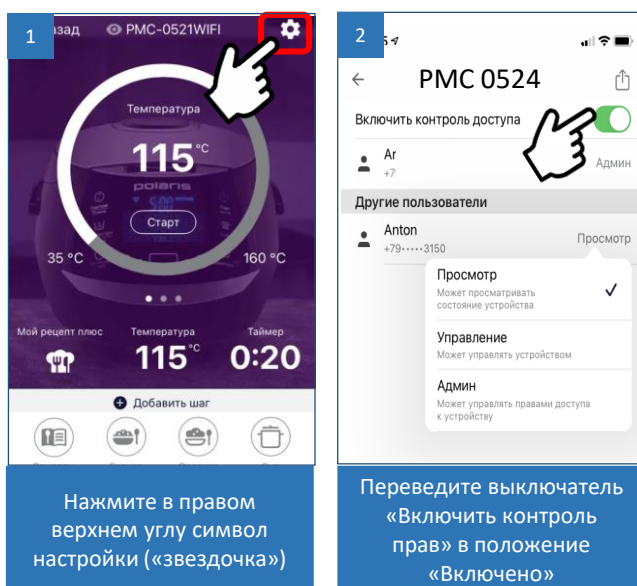 1
зад
PMC-0521WIFI
Температура
115°C
polaris
Старт
35 °C
160 °C
Мой рецепт плюс
Температура
Таймер
115°C
0:20
Добавить шаг
Нажмите в правом
верхнем углу символ
настройки («звездочка»)
2
PMC 0524
Включить контроль доступа
Ar
+7
Админ
Другие пользователи
Anton
+79•••••3150
Просмотр
Просмотр
Может просматривать
состояние устройства
Управление
Может управлять устройством
Админ
Может управлять правами доступа
к устройству
Переведите выключатель
«Включить контроль
прав» в положение
«Включено»